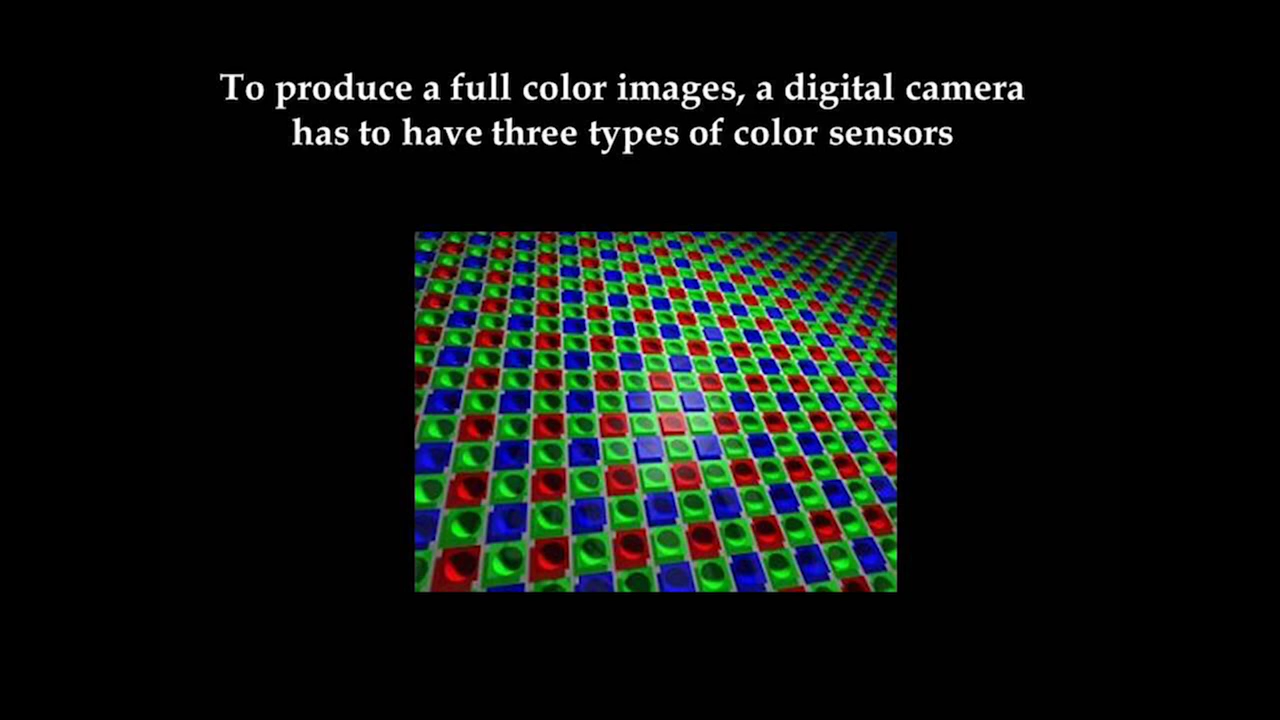 To produce a full color images, a digital camera
has to have three types of color sensors